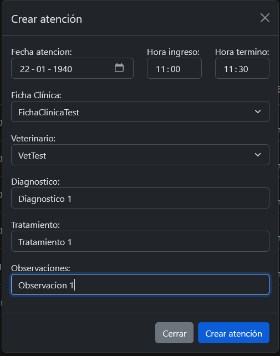 Crear atención
Fecha atencion: Hora ingreso: Hora termino:
22-01-1940 11:00 11:30
Ficha Clínica:
FichaClinicaTest
Veterinario:
VetTest
Diagnostico:
Diagnostico 1
Tratamiento:
Tratamiento 1
Observaciones:
Observacion 1
Cerrar Crear atención